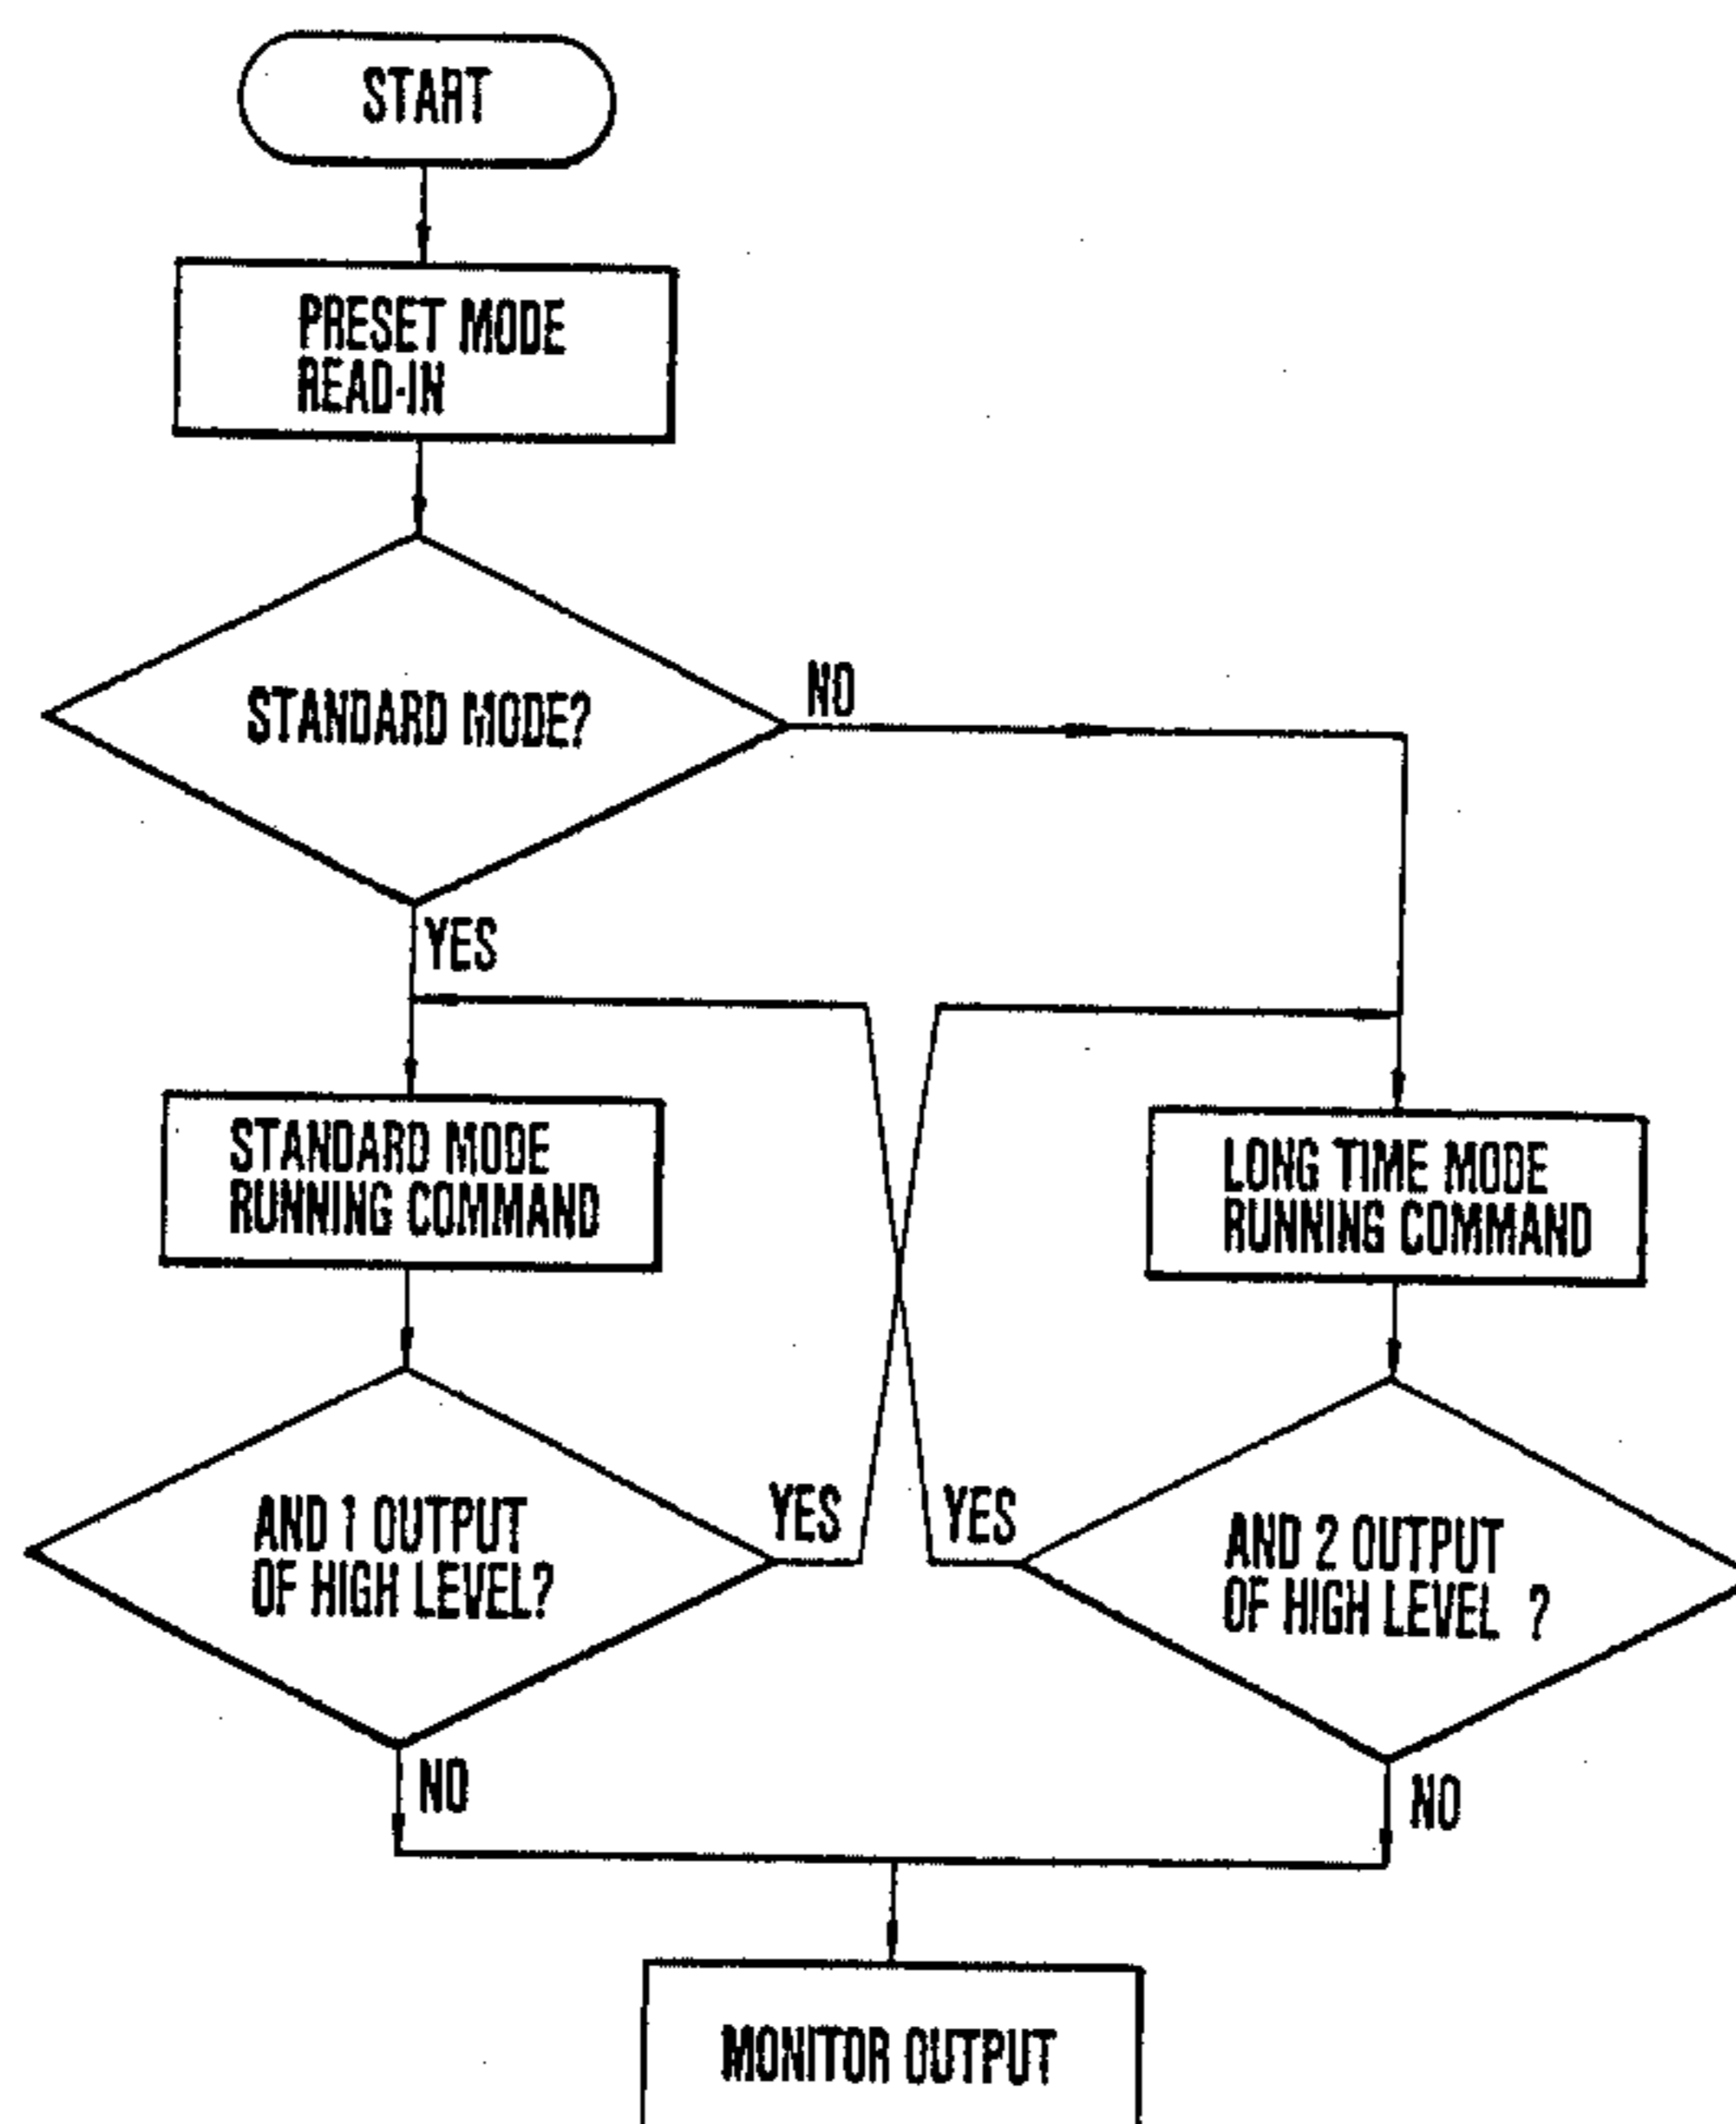 START
PRESET MODE
READ-IN
STANDARD MODE?
NO
YES
STANDARD MODE
RUNNING COMMAND
LONG TIME MODE
RUNNING COMMAND
AND 1 OUTPUT
OF HIGH LEVEL?
YES
YES
AND 2 OUTPUT
OF HIGH LEVEL ?
NO
NO
MONITOR OUTPUT